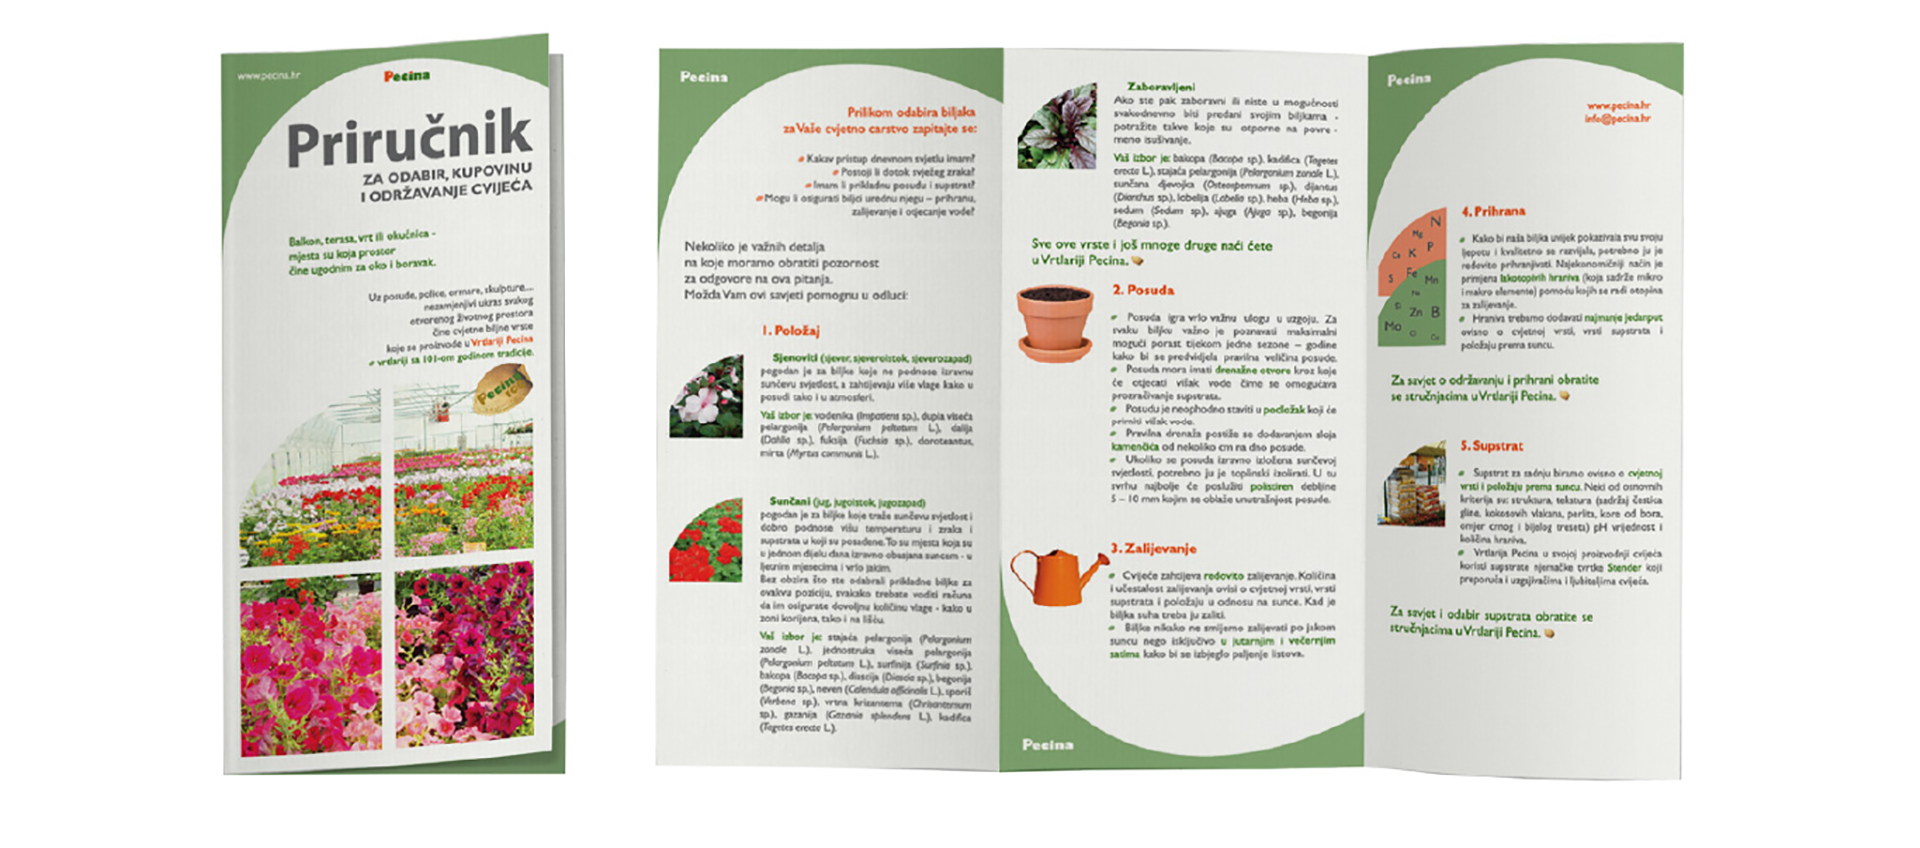 www.pecina.hr
Pecina
Priručnik
ZA ODABIR, KUPOVINU
I ODRŽAVANJE CVIJEĆA
Balkon, terasa, vrt ili okućnica -
mjesta su koja prostor
čine ugodnim za oko i boravak.
Uz posude, police, ormare, skulpture...
nezamjenjivi ukras svakog
otvorenog životnog prostora
čine cvjetne biljne vrste
koje se proizvode u Vrtlariji Pecina
vrtlariji sa 101-om godinom tradicije.
Pecina
Pecina
Prilikom odabira biljaka
za Vaše cvjetno carstvo zapitajte se:
Kakav pristup dnevnom svjetlu imam?
Postoji li dotok svježeg zraka?
Imam li prikladnu posudu i supstrat?
Mogu li osigurati biljci urednu njegu – prihranu,
zalijevanje i otjecanje vode?
Nekoliko je važnih detalja
na koje moramo obratiti pozornost
za odgovore na ova pitanja.
Možda Vam ovi savjeti pomognu u odluci:
1. Položaj
Sjenoviti (sjever, sjeveroistok, sjeverozapad)
pogodan je za biljke koje ne podnose izravnu
sunčevu svjetlost, a zahtijevaju više vlage kako u
posudi tako i u atmosferi.
Vaš izbor je: vodenika (Impatiens sp.), dupla viseća
pelargonija (Pelargonium peltatum L.), dalija
(Dahlia sp.), fuksija (Fuchsia sp.), doroteantus,
mirta (Myrtus communis L.).
Sunčani (jug, jugoistok, jugozapad)
pogodan je za biljke koje traže sunčevu svjetlost i
dobro podnose višu temperaturu i zraka i
supstrata u koji su posađene. To su mjesta koja su
u jednom dijelu dana izravno obasjana suncem - u
ljetnim mjesecima i vrlo jakim.
Bez obzira što ste odabrali prikladne biljke za
ovakvu poziciju, svakako trebate voditi računa
da im osigurate dovoljnu količinu vlage - kako u
zoni korijena, tako i na lišću.
Vaš izbor je: stajaća pelargonija (Pelargonium
zonale L.), jednostruka viseća pelargonija
(Pelargonium peltatum L.), surfinija (Surfinia sp.),
bakopa (Bacopa sp.), diascija (Diascia sp.), begonija
(Begonia sp.), neven (Calendula officinalis L.), sporiš
(Verbena sp.), vrtna krizantema (Chrisantemum
sp.), gazanija (Gazania splendens L.), kadifica
(Tagetes erecta L.).
Zaboravljeni
Ako ste pak zaboravni ili niste u mogućnosti
svakodnevno biti predani svojim biljkama -
potražite takve koje su otporne na povre -
meno isušivanje.
Vaš izbor je: bakopa (Bacopa sp.), kadifica (Tagetes
erecta L.), stajaća pelargonija (Pelargonium zonale L.),
sunčana djevojka (Osteospermum sp.), dijantus
(Dianthus sp.), lobelija (Lobelia sp.), heba (Heba sp.),
sedum (Sedum sp.), ajuga (Ajuga sp.), begonija
(Begonia sp.).
Sve ove vrste i još mnoge druge naći ćete
u Vrtlariji Pecina.
2. Posuda
Posuda igra vrlo važnu ulogu u uzgoju. Za
svaku biljku važno je poznavati maksimalni
mogući porast tijekom jedne sezone – godine
kako bi se predvidjela pravilna veličina posude.
Posuda mora imati drenažne otvore kroz koje
će otjecati višak vode čime se omogućava
prozračivanje supstrata.
Posudu je neophodno staviti u podložak koji će
primiti višak vode.
Pravilna drenaža postiže se dodavanjem sloja
kamenčića od nekoliko cm na dno posude.
Ukoliko se posuda izravno izložena sunčevoj
svjetlosti, potrebno ju je toplinski izolirati. U tu
svrhu najbolje će poslužiti polistiren debljine
5 – 10 mm kojim se oblaže unutrašnjost posude.
3. Zalijevanje
Cvijeće zahtijeva redovito zalijevanje. Količina
i učestalost zalijevanja ovisi o cvjetnoj vrsti, vrsti
supstrata i položaju u odnosu na sunce. Kad je
biljka suha treba ju zaliti.
Biljke nikako ne smijemo zalijevati po jakom
suncu nego isključivo u jutarnjim i večernjim
satima kako bi se izbjeglo paljenje listova.
Pecina
Pecina
www.pecina.hr
info@pecina.hr
4. Prihrana
Kako bi naša biljka uvijek pokazivala svu svoju
ljepotu i kvalitetno se razvijala, potrebno ju je
redovito prihranjivati. Najekonomičniji način je
primjena lakotopivih hraniva (koja sadrže mikro
i makro elemente) pomoću kojih se radi otopina
za zalijevanje.
Hraniva trebamo dodavati najmanje jedanput
ovisno o cvjetnoj vrsti, vrsti supstrata i
položaju prema suncu.
N
Mg
P
Ca K
S Fe Mn
Zn B
Mo
Za savjet o održavanju i prihrani obratite
se stručnjacima u Vrtlariji Pecina.
5. Supstrat
Supstrat za sadnju biramo ovisno o cvjetnoj
vrsti i položaju prema suncu. Neki od osnovnih
kriterija su: struktura, tekstura (sadržaj čestica
gline, kokosovih vlakana, perlita, kore od bora,
omjer crnog i bijelog treseta) pH vrijednost i
količina hraniva.
Vrtlarija Pecina u svojoj proizvodnji cvijeća
koristi supstrate njemačke tvrtke Stender koji
preporuča i uzgajivačima i ljubiteljima cvijeća.
Za savjet i odabir supstrata obratite se
stručnjacima u Vrtlariji Pecina.